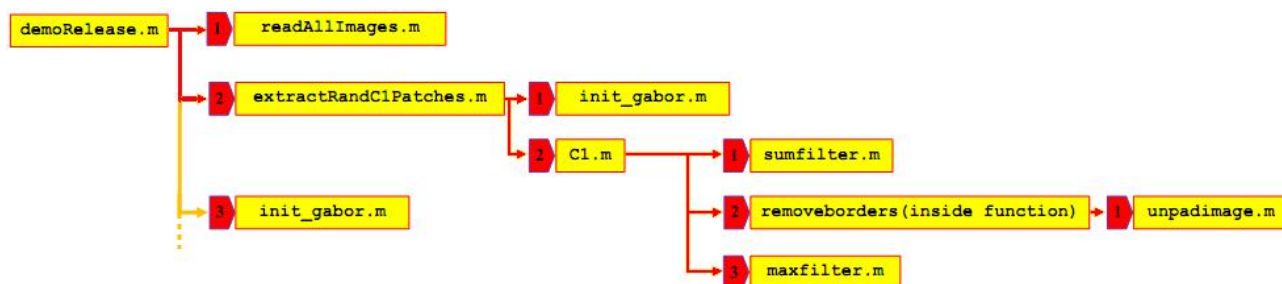 demoRelease.m
1 readAllImages.m
2 extractRandC1Patches.m
1 init_gabor.m
2 C1.m
1 sumfilter.m
3 init_gabor.m
2 removeborders(inside function)
1 unpadimage.m
3 maxfilter.m